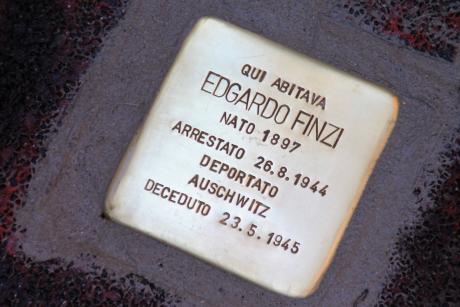 QUI ABITAVA
EDGARDO FINZI
NATO 1897
ARRESTATO 26.8.1944
DEPORTATO
AUSCHWITZ
DECEDUTO 23.5.1945